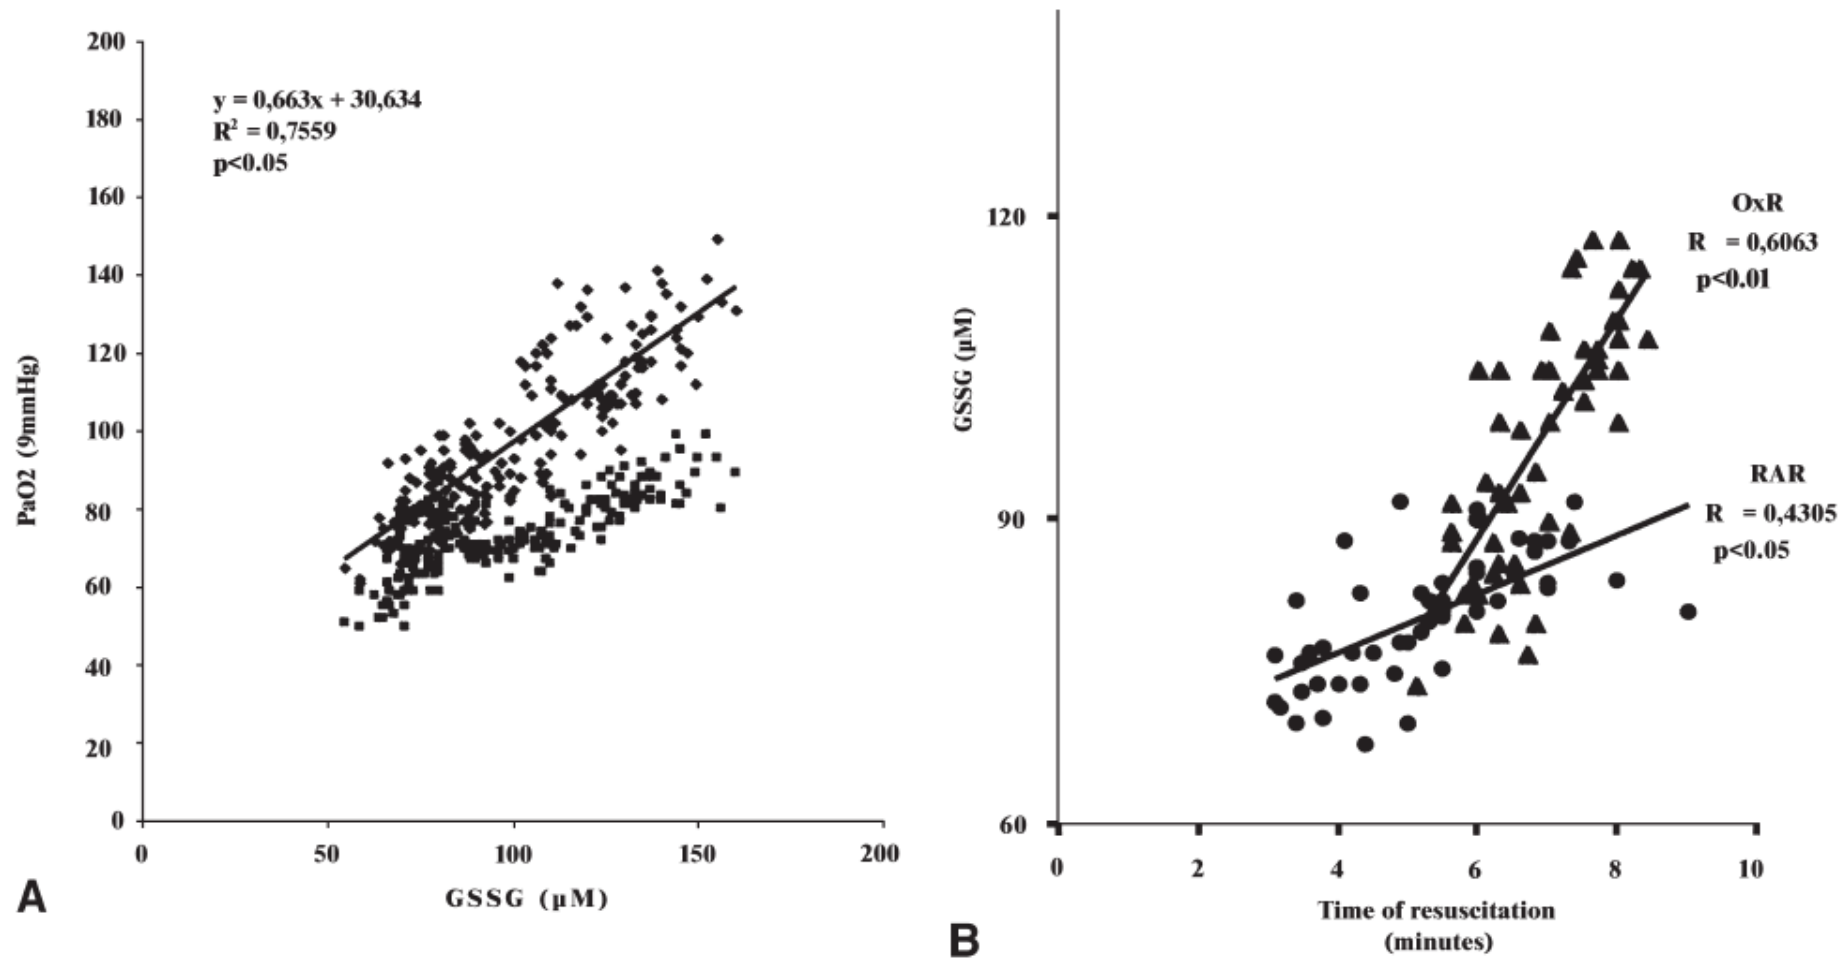 200
180
160
140
120
100
80
60
40
20
0
PaO2 (9mmHg)
y = 0,663x + 30,634
R² = 0,7559
p<0.05
0 50 100 150 200
GSSG (μM)
A
120
90
60
GSSG (μM)
OxR
R = 0,6063
p<0.01
RAR
R = 0,4305
p<0.05
0 2 4 6 8 10
Time of resuscitation
(minutes)
B